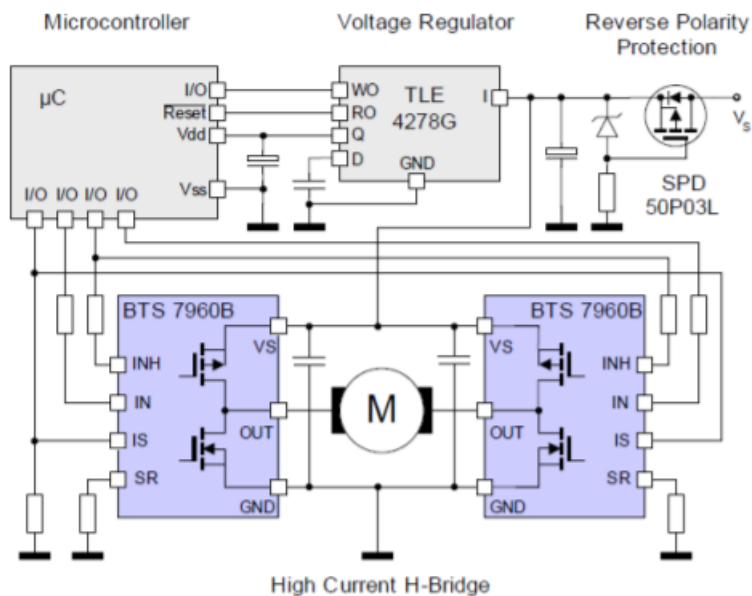 Microcontroller
Voltage Regulator
Reverse Polarity
Protection
µC
I/O
Reset
Vdd
Vss
I/O I/O I/O I/O
TLE
4278G
WO
RO
Q
D
I
GND
Vs
SPD
50P03L
BTS 7960B
VS
INH
IN
IS
SR
OUT
GND
M
BTS 7960B
VS
INH
IN
IS
SR
OUT
GND
High Current H-Bridge